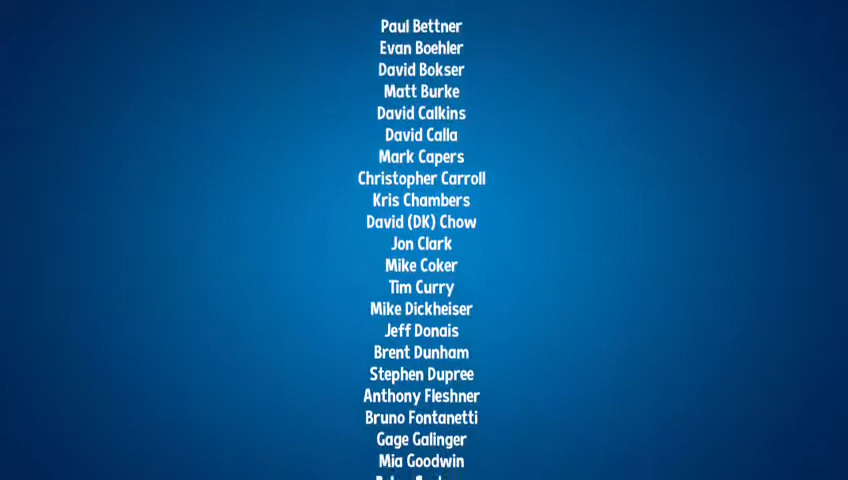 Paul Bettner
Evan Boehler
David Bokser
Matt Burke
David Calkins
David Calla
Mark Capers
Christopher Carroll
Kris Chambers
David (DK) Chow
Jon Clark
Mike Coker
Tim Curry
Mike Dickheiser
Jeff Donais
Brent Dunham
Stephen Dupree
Anthony Fleshner
Bruno Fontanetti
Gage Galinger
Mia Goodwin